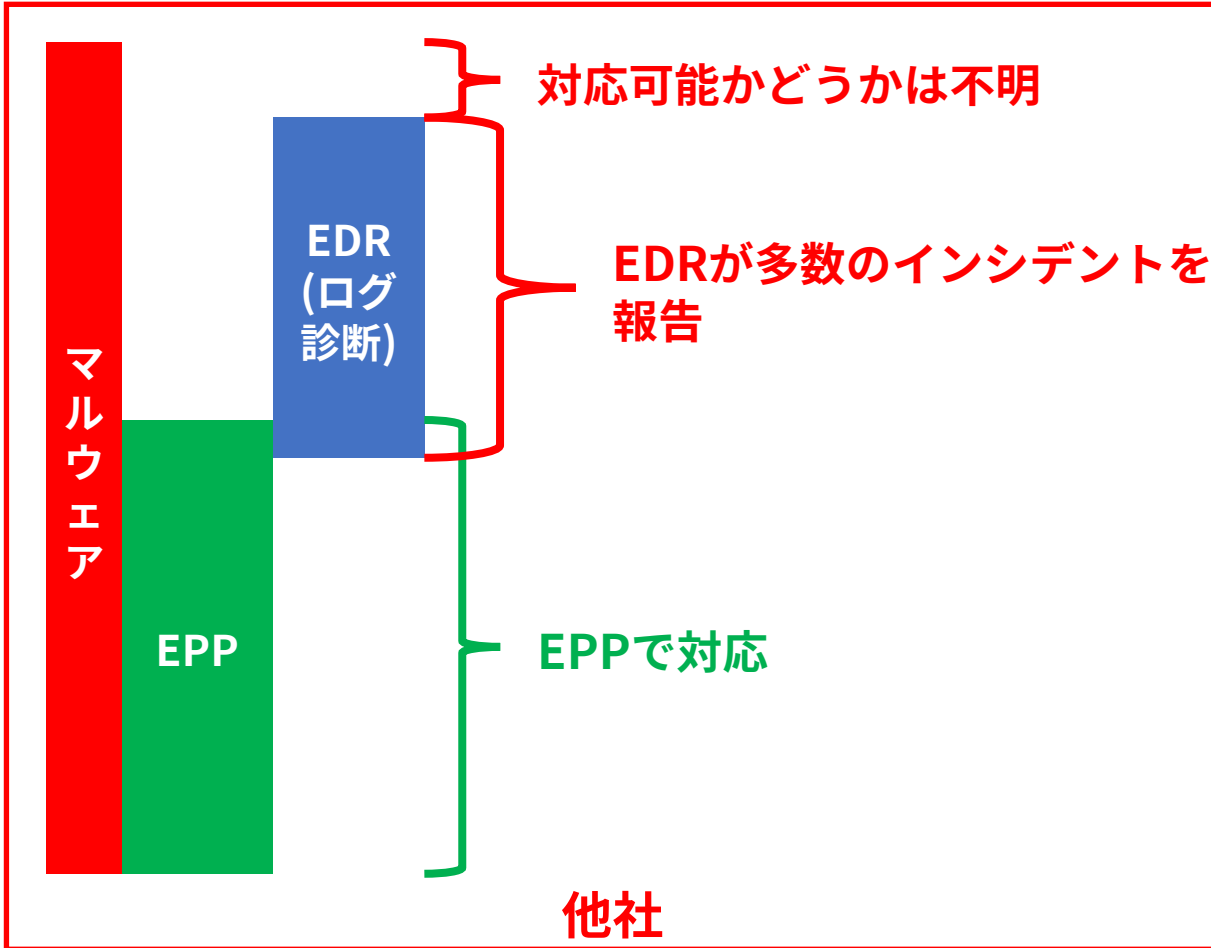 対応可能かどうかは不明
EDR
(ログ
診断)
EDRが多数のインシデントを
報告
マルウェア
EPP
EPPで対応
他社